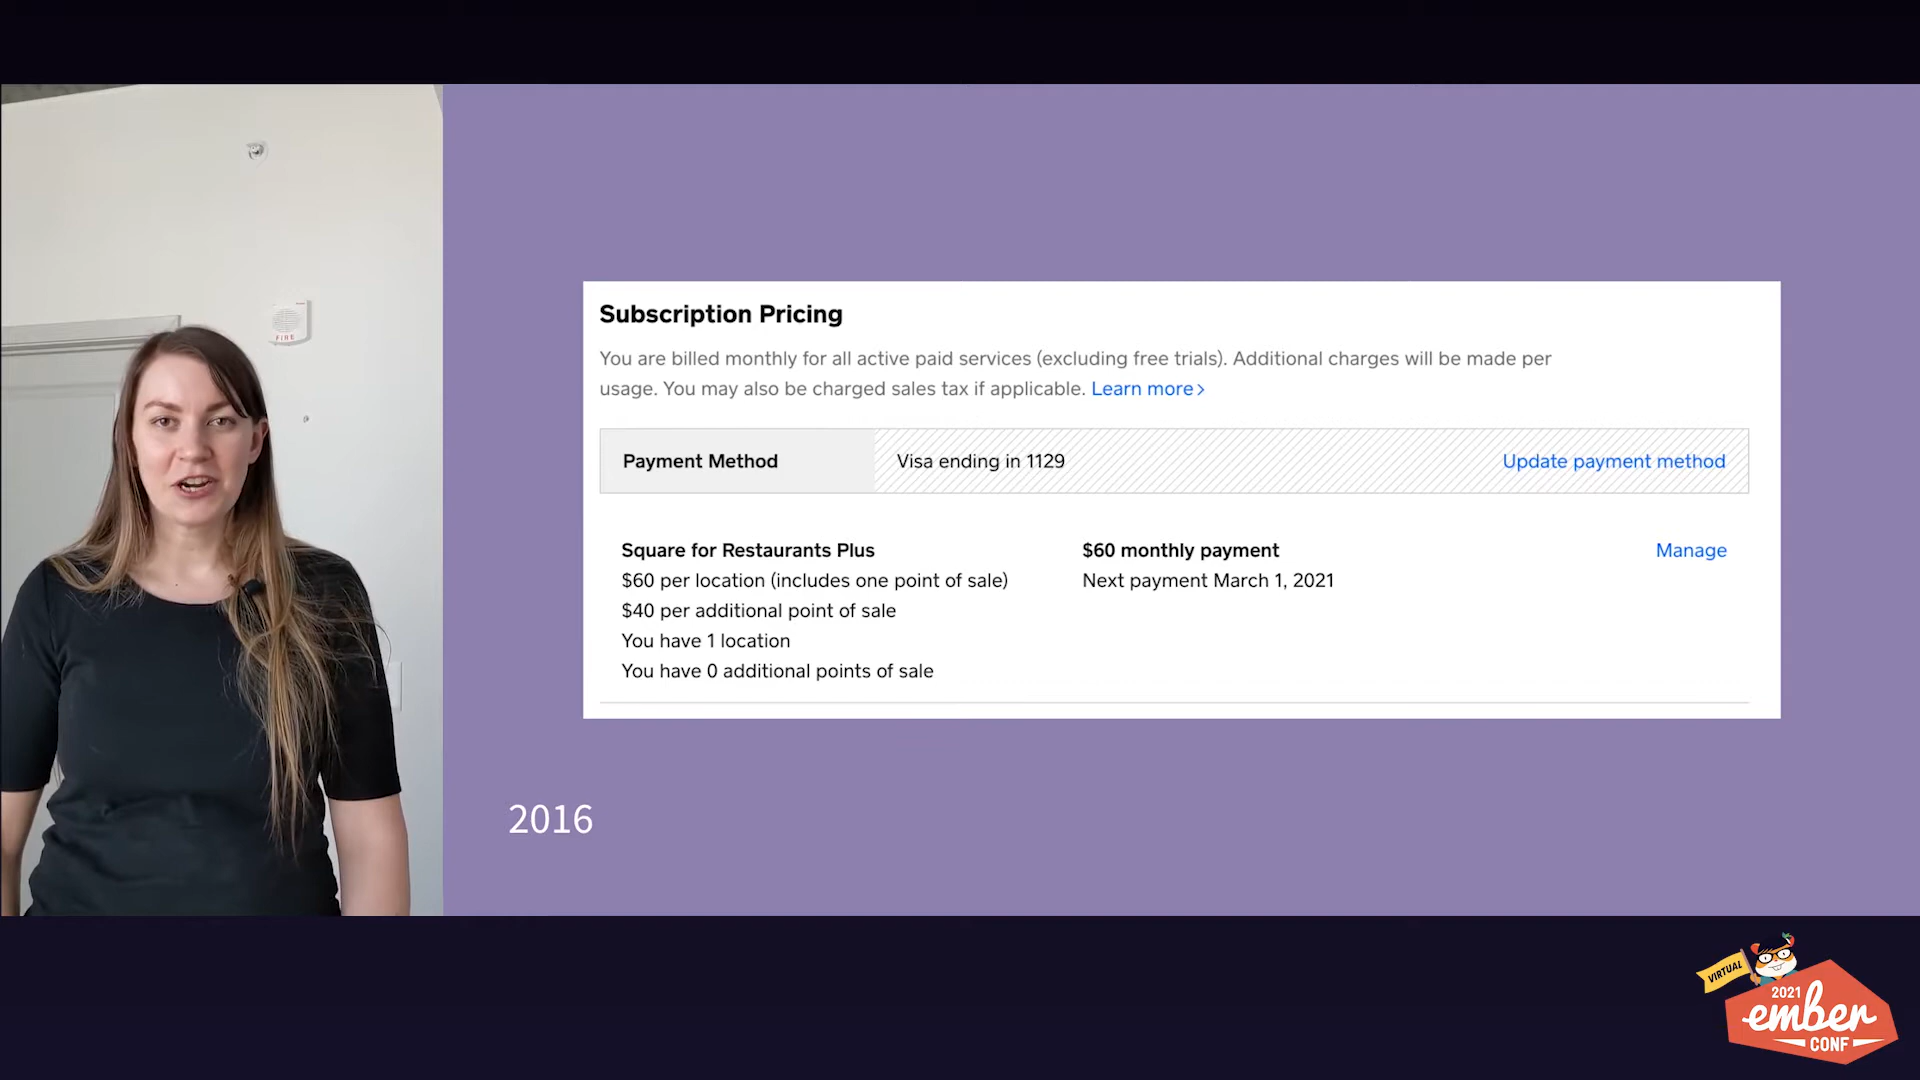 FIRE
Subscription Pricing
You are billed monthly for all active paid services (excluding free trials). Additional charges will be made per
usage. You may also be charged sales tax if applicable. Learn more >
Payment Method
Visa ending in 1129
Update payment method
Square for Restaurants Plus
$60 per location (includes one point of sale)
$40 per additional point of sale
You have 1 location
You have 0 additional points of sale
$60 monthly payment
Next payment March 1, 2021
Manage
2016
VIRTUAL
2021
ember
CONF